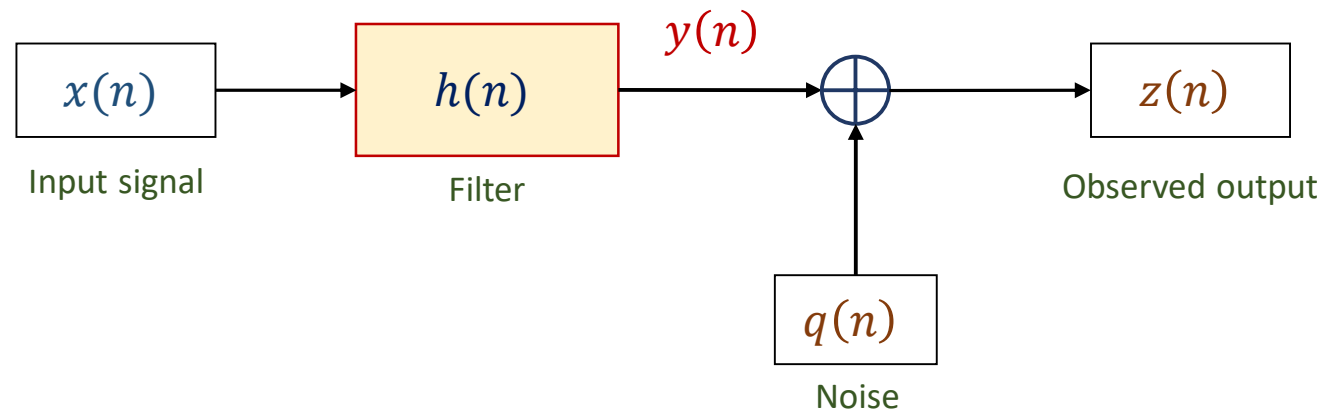 x(n)
Input signal
h(n)
Filter
y(n)
q(n)
Noise
z(n)
Observed output